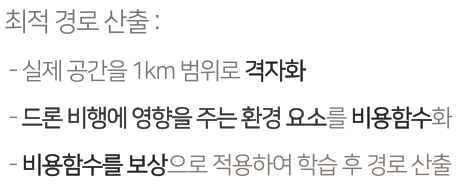 최적 경로 산출 :
- 실제 공간을 1km 범위로 격자화
- 드론 비행에 영향을 주는 환경 요소를 비용함수화
- 비용함수를 보상으로 적용하여 학습 후 경로 산출